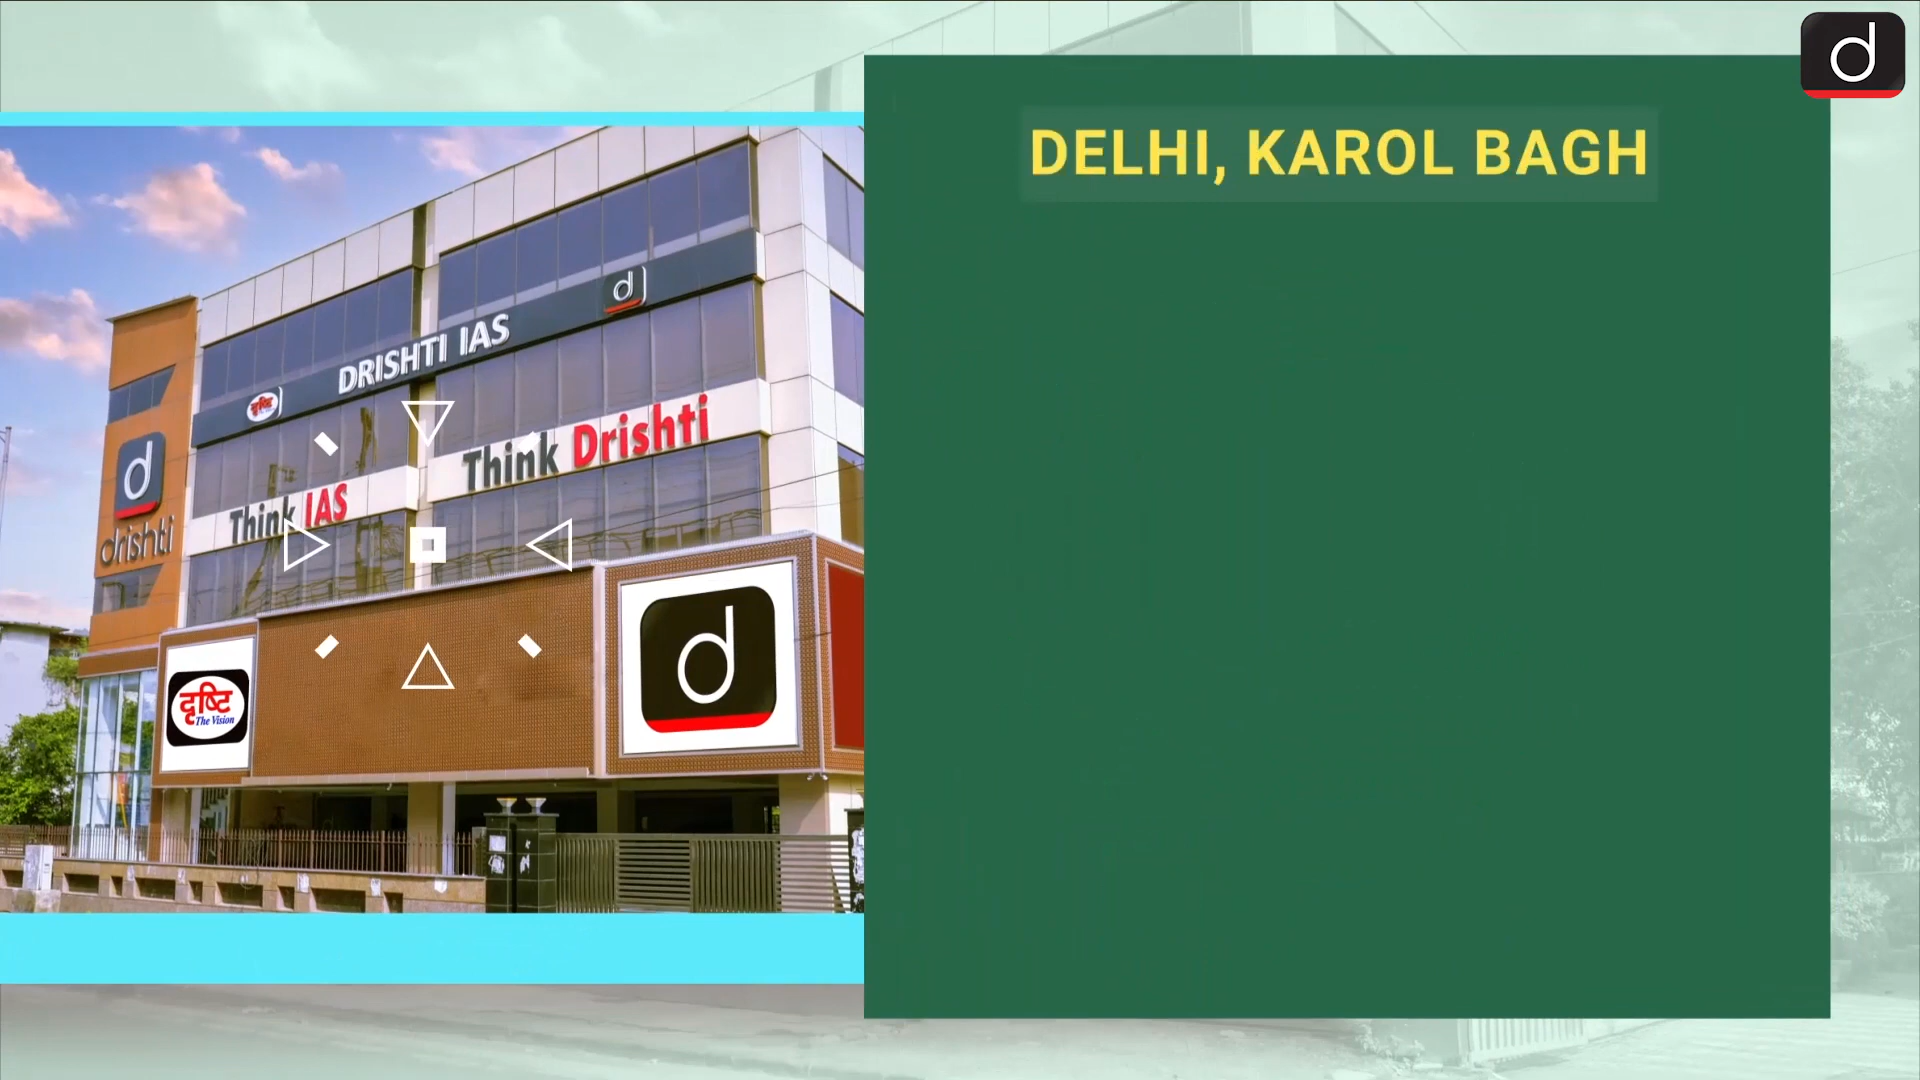 d
DELHI, KAROL BAGH
d
DRISHTI IAS
दृष्टि
Think Drishti
Think IAS
d
drishti
d
दृष्टि
The Vision